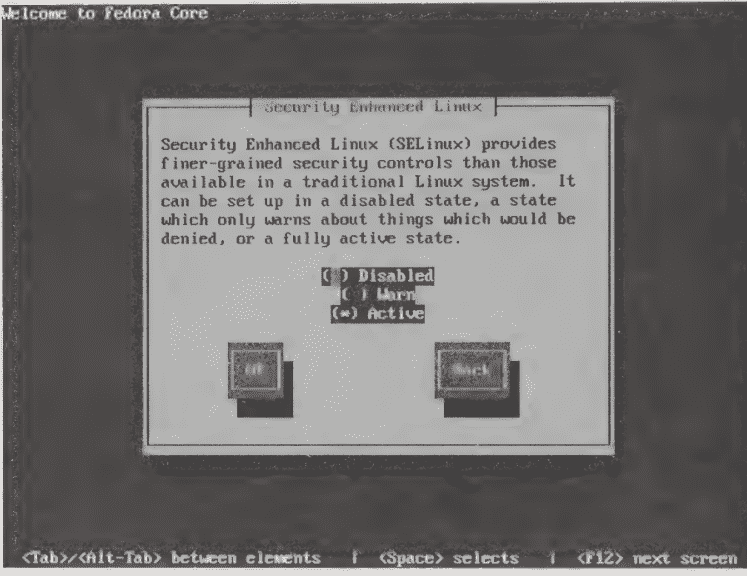 Welcome to Fedora Core
Security Enhanced Linux
Security Enhanced Linux (SELinux) provides
finer-grained security controls than those
available in a traditional Linux system.  It
can be set up in a disabled state, a state
which only warns about things which would be
denied, or a fully active state.
( ) Disabled
( ) Warn
(*) Active
OK Back
<Tab>/<Alt-Tab> between elements | <Space> selects | <F12> next screen